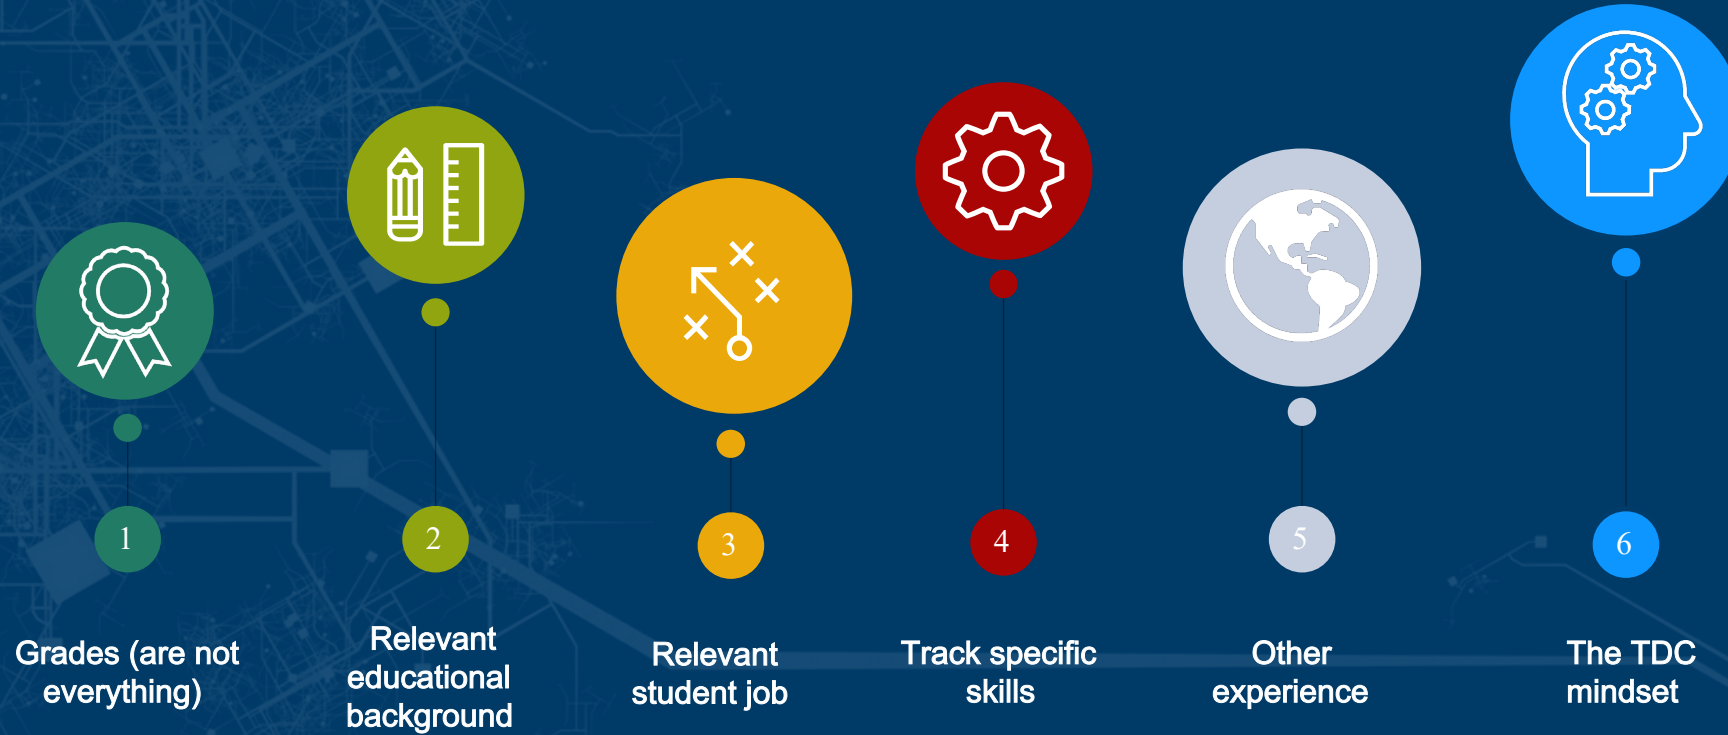 1
2
3
4
5
6
Grades (are not
everything)
Relevant
educational
background
Relevant
student job
Track specific
skills
Other
experience
The TDC
mindset